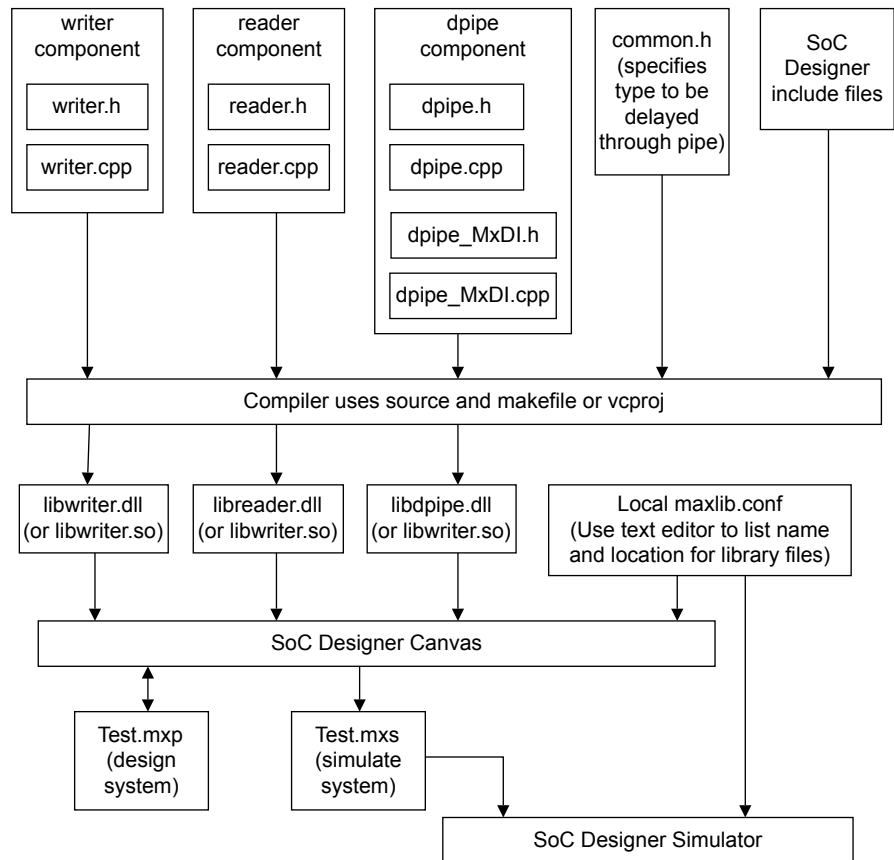 writer
component
writer.h
writer.cpp
reader
component
reader.h
reader.cpp
dpipe
component
dpipe.h
dpipe.cpp
dpipe_MxDI.h
dpipe_MxDI.cpp
common.h
(specifies
type to be
delayed
through pipe)
SoC
Designer
include files
Compiler uses source and makefile or vcproj
libwriter.dll
(or libwriter.so)
libreader.dll
(or libwriter.so)
libdpipe.dll
(or libwriter.so)
Local maxlib.conf
(Use text editor to list name
and location for library files)
SoC Designer Canvas
Test.mxp
(design
system)
Test.mxs
(simulate
system)
SoC Designer Simulator